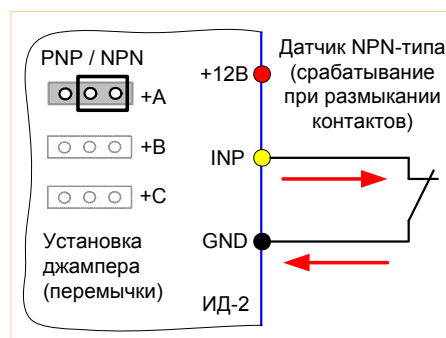 PNP / NPN
+A
+B
+C
Установка
джампера
(перемычки)
+12В
INP
GND
ИД-2
Датчик NPN-типа
(срабатывание
при размыкании
контактов)